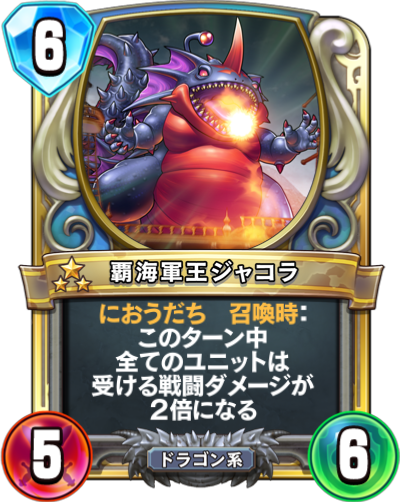 6
覇海軍王ジャコラ
におうだち　召喚時：
このターン中
全てのユニットは
受ける戦闘ダメージが
２倍になる
5
ドラゴン系
6